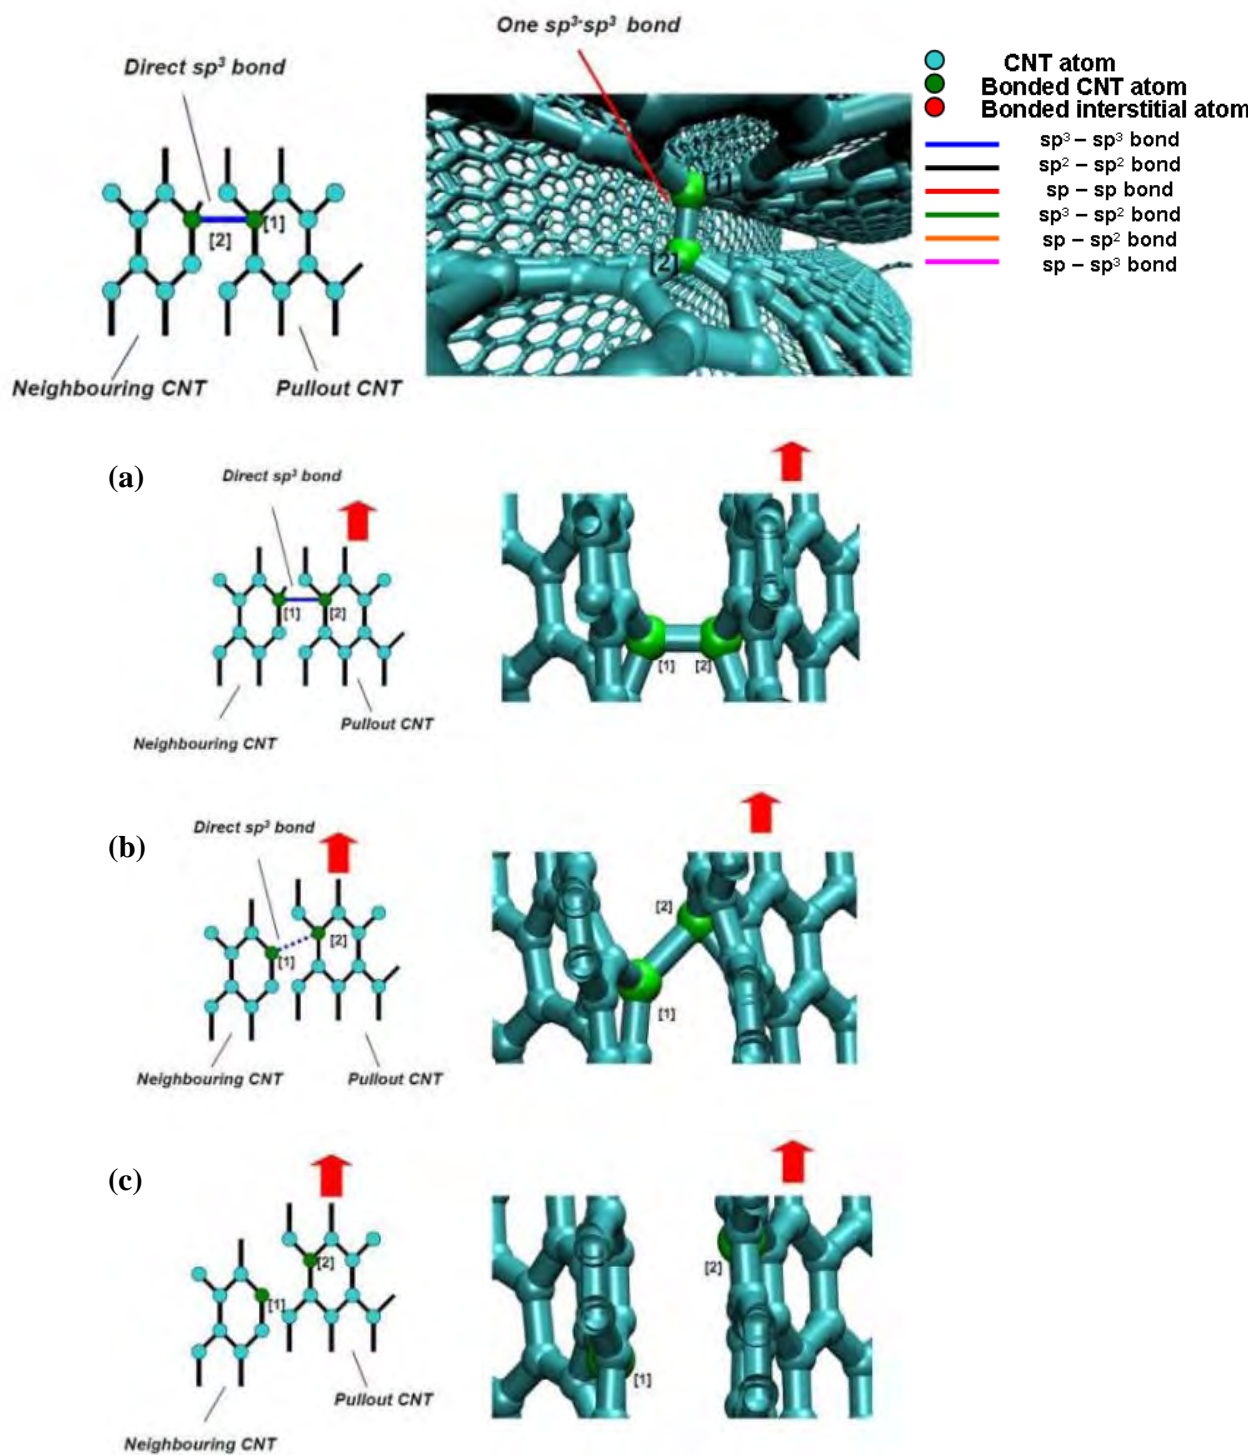 One sp³-sp³ bond
Direct sp³ bond
[1]
[2]
Neighbouring CNT
Pullout CNT
[1]
[2]
CNT atom
Bonded CNT atom
Bonded interstitial atom
sp³ – sp³ bond
sp² – sp² bond
sp – sp bond
sp³ – sp² bond
sp – sp² bond
sp – sp³ bond
(a)
Direct sp³ bond
[1]
[2]
Pullout CNT
Neighbouring CNT
[1]
[2]
(b)
Direct sp³ bond
[2]
[1]
Neighbouring CNT
Pullout CNT
[2]
[1]
(c)
[2]
[1]
Pullout CNT
Neighbouring CNT
[2]
[1]